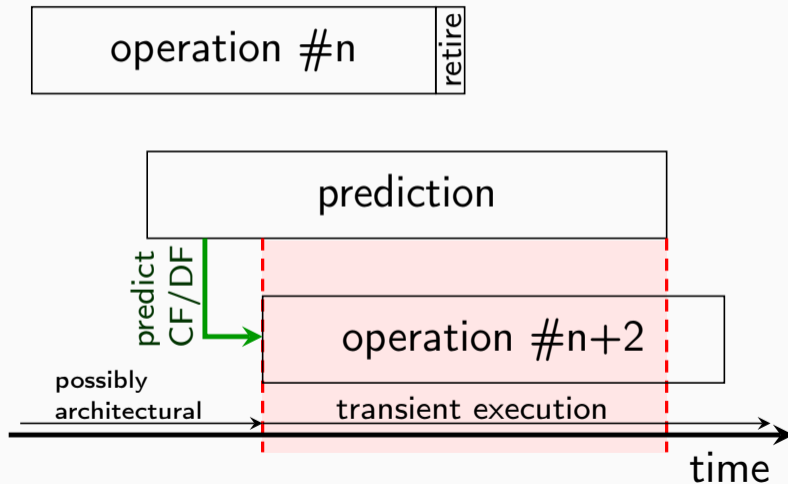 operation #n
retire
prediction
predict
CF/DF
operation #n+2
possibly
architectural
transient execution
time